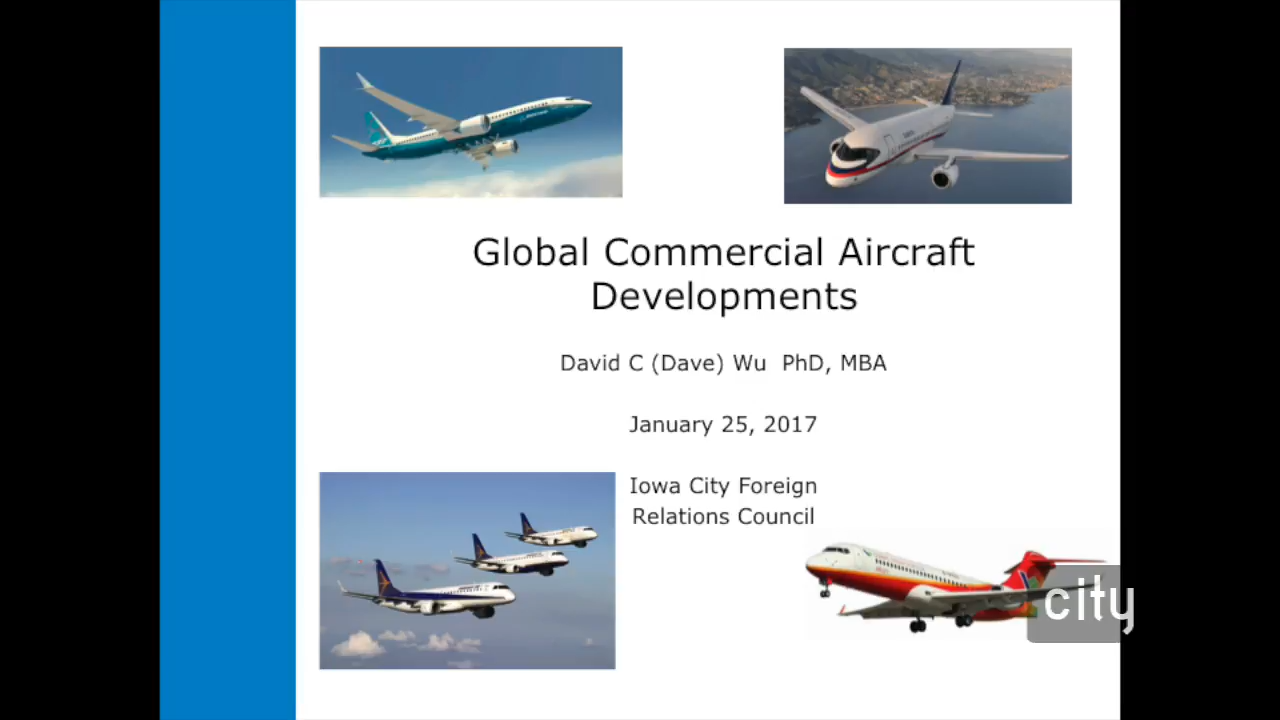 Global Commercial Aircraft
Developments
David C (Dave) Wu PhD, MBA
January 25, 2017
Iowa City Foreign
Relations Council
city